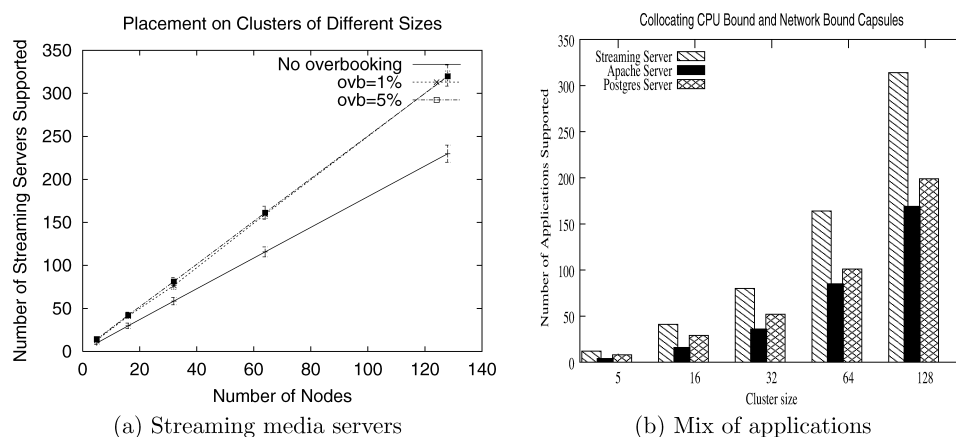 Placement on Clusters of Different Sizes
350
300
250
200
150
100
50
0
Number of Streaming Servers Supported
No overbooking
ovb=1%
ovb=5%
0 20 40 60 80 100 120 140
Number of Nodes
(a) Streaming media servers
Collocating CPU Bound and Network Bound Capsules
350
300
250
200
150
100
50
0
Number of Applications Supported
Streaming Server
Apache Server
Postgres Server
5 16 32 64 128
Cluster size
(b) Mix of applications